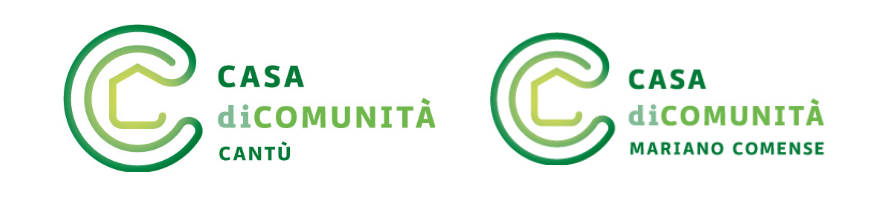 CASA
diCOMUNITÀ
CANTÙ
CASA
diCOMUNITÀ
MARIANO COMENSE